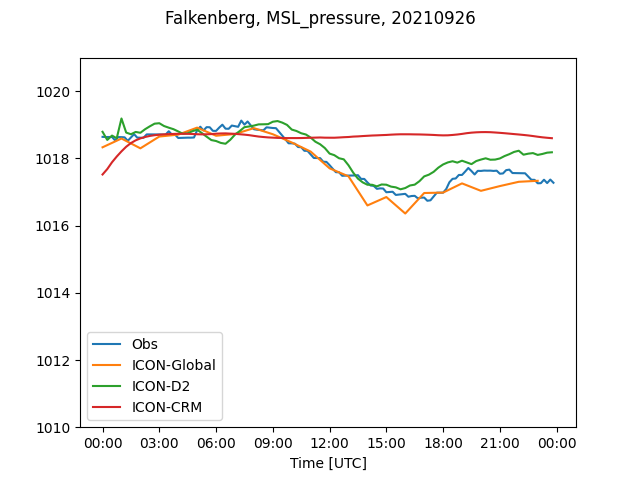 Falkenberg, MSL_pressure, 20210926
1020
1018
1016
1014
1012
1010
Obs
ICON-Global
ICON-D2
ICON-CRM
00:00 03:00 06:00 09:00 12:00 15:00 18:00 21:00 00:00
Time [UTC]